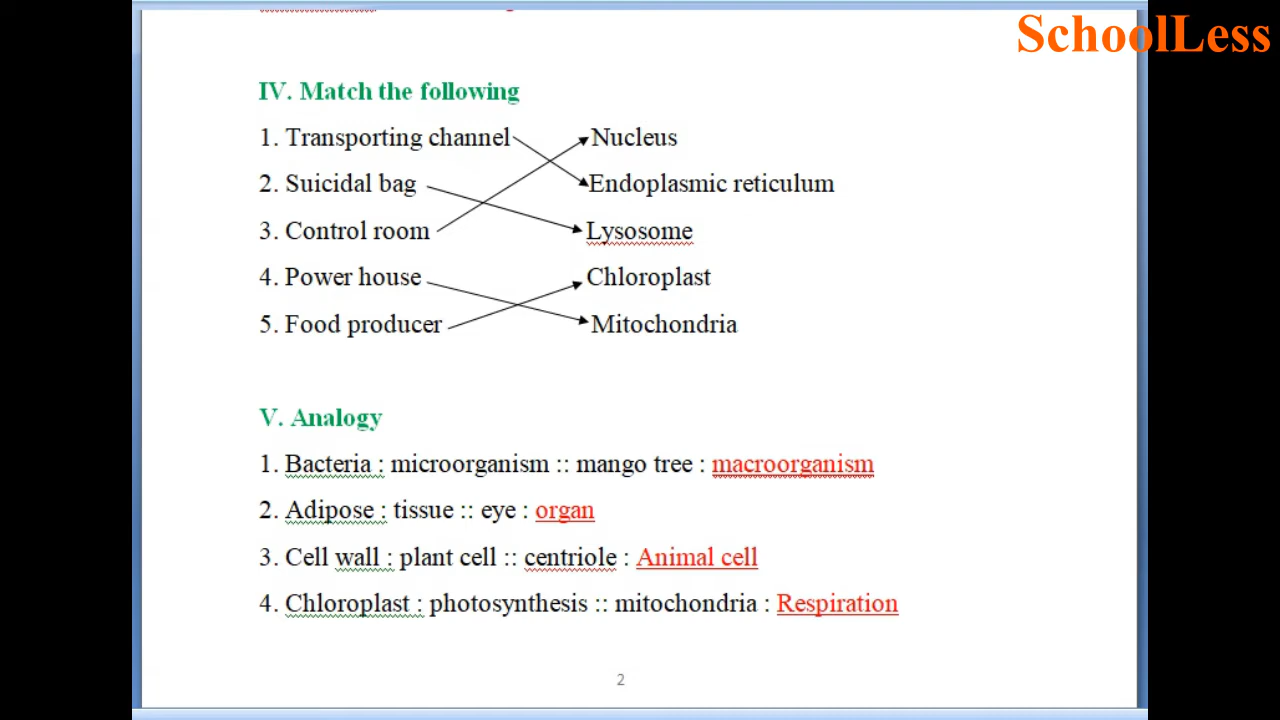 SchoolLess
IV. Match the following
1. Transporting channel Nucleus
2. Suicidal bag Endoplasmic reticulum
3. Control room Lysosome
4. Power house Chloroplast
5. Food producer Mitochondria
V. Analogy
1. Bacteria : microorganism :: mango tree : macroorganism
2. Adipose : tissue :: eye : organ
3. Cell wall : plant cell :: centriole : Animal cell
4. Chloroplast : photosynthesis :: mitochondria : Respiration
2